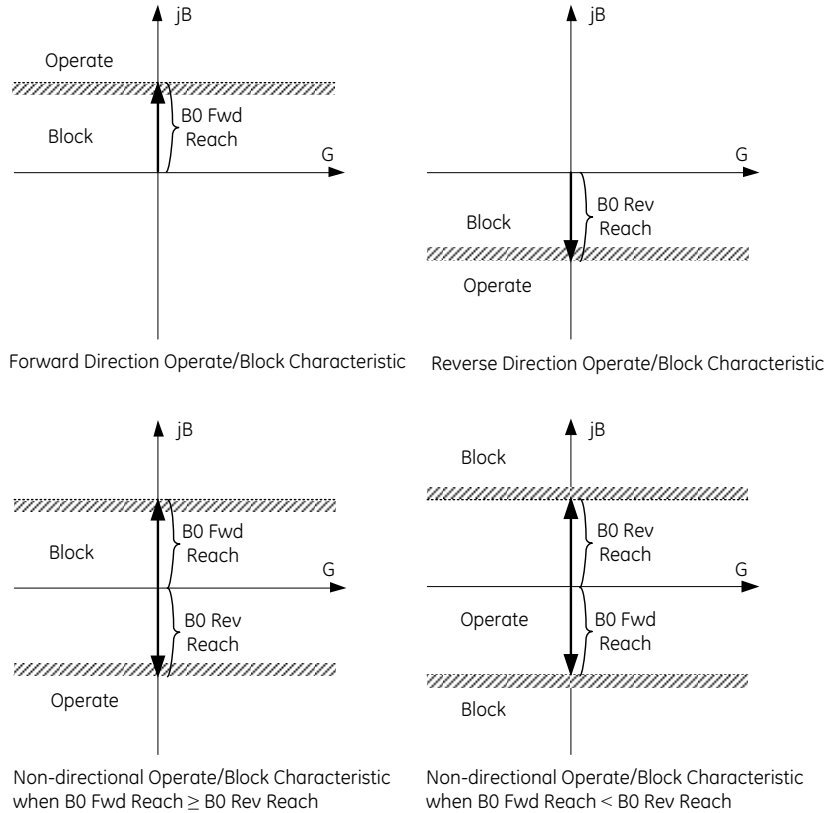 jB
Operate
B0 Fwd
Reach
Block
G
Forward Direction Operate/Block Characteristic
jB
G
B0 Rev
Reach
Block
Operate
Reverse Direction Operate/Block Characteristic
jB
B0 Fwd
Reach
Block
G
B0 Rev
Reach
Operate
Non-directional Operate/Block Characteristic
when B0 Fwd Reach ≥ B0 Rev Reach
jB
Block
B0 Rev
Reach
G
Operate
B0 Fwd
Reach
Block
Non-directional Operate/Block Characteristic
when B0 Fwd Reach < B0 Rev Reach